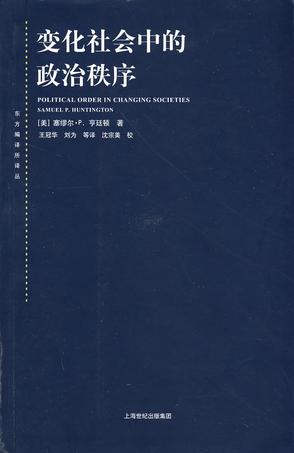 变化社会中的
政治秩序
POLITICAL ORDER IN CHANGING SOCIETIES
SAMUEL P. HUNTINGTON
[美] 塞缪尔·P. 亨廷顿 著
王冠华 刘为 等译 沈宗美 校
东方编译所译丛
上海世纪出版集团